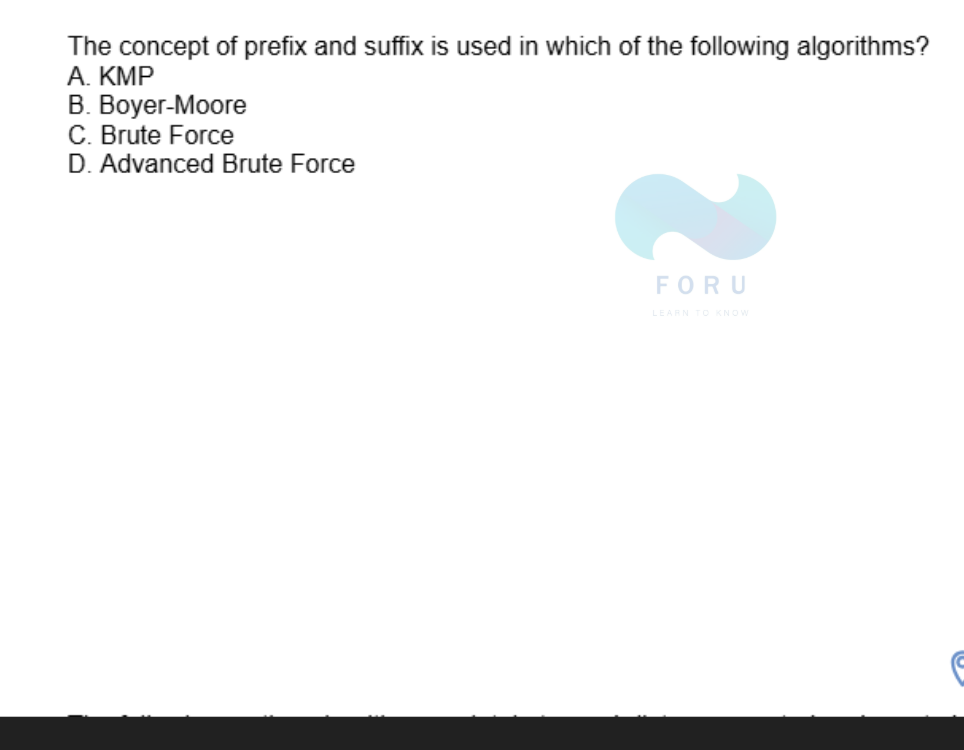 The concept of prefix and suffix is used in which of the following algorithms?
A. KMP
B. Boyer-Moore
C. Brute Force
D. Advanced Brute Force
FORU
LEARN TO KNOW